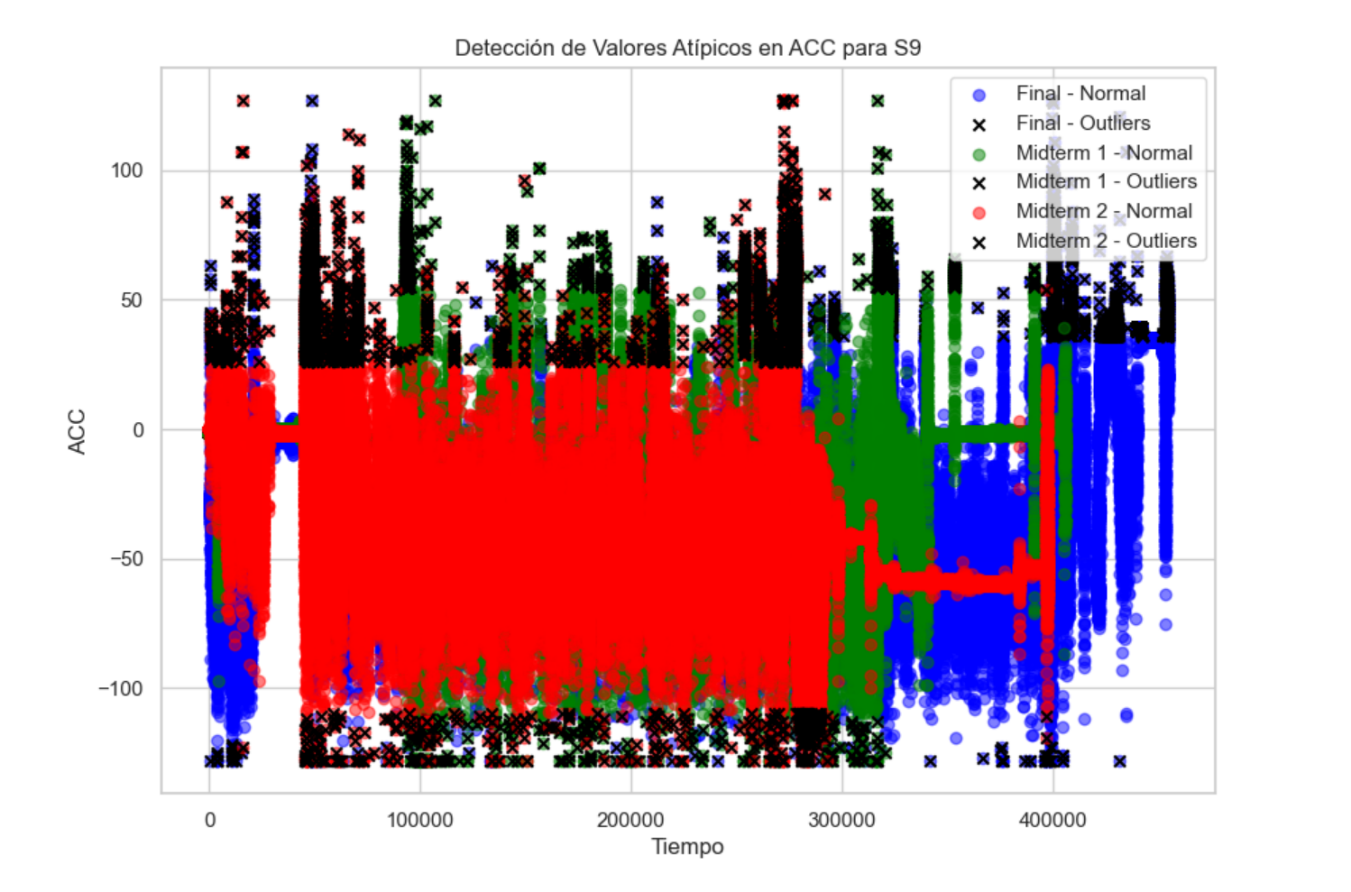 Detección de Valores Atípicos en ACC para S9
Final - Normal
Final - Outliers
Midterm 1 - Normal
Midterm 1 - Outliers
Midterm 2 - Normal
Midterm 2 - Outliers
ACC
100
50
0
−50
−100
0
100000
200000
300000
400000
Tiempo